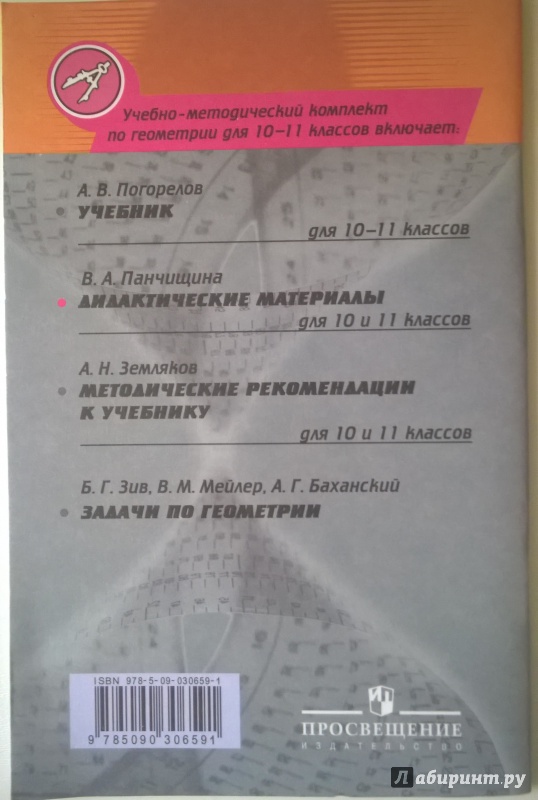 Учебно-методический комплект
по геометрии для 10–11 классов включает:
А. В. Погорелов
УЧЕБНИК
для 10–11 классов
В. А. Панчищина
ДИДАКТИЧЕСКИЕ МАТЕРИАЛЫ
для 10 и 11 классов
А. Н. Земляков
МЕТОДИЧЕСКИЕ РЕКОМЕНДАЦИИ
К УЧЕБНИКУ
для 10 и 11 классов
Б. Г. Зив, В. М. Мейлер, А. Г. Баханский
ЗАДАЧИ ПО ГЕОМЕТРИИ
ISBN 978-5-09-030659-1
9 785090 306591
ПРОСВЕЩЕНИЕ
ИЗДАТЕЛЬСТВО
Лабиринт.ру